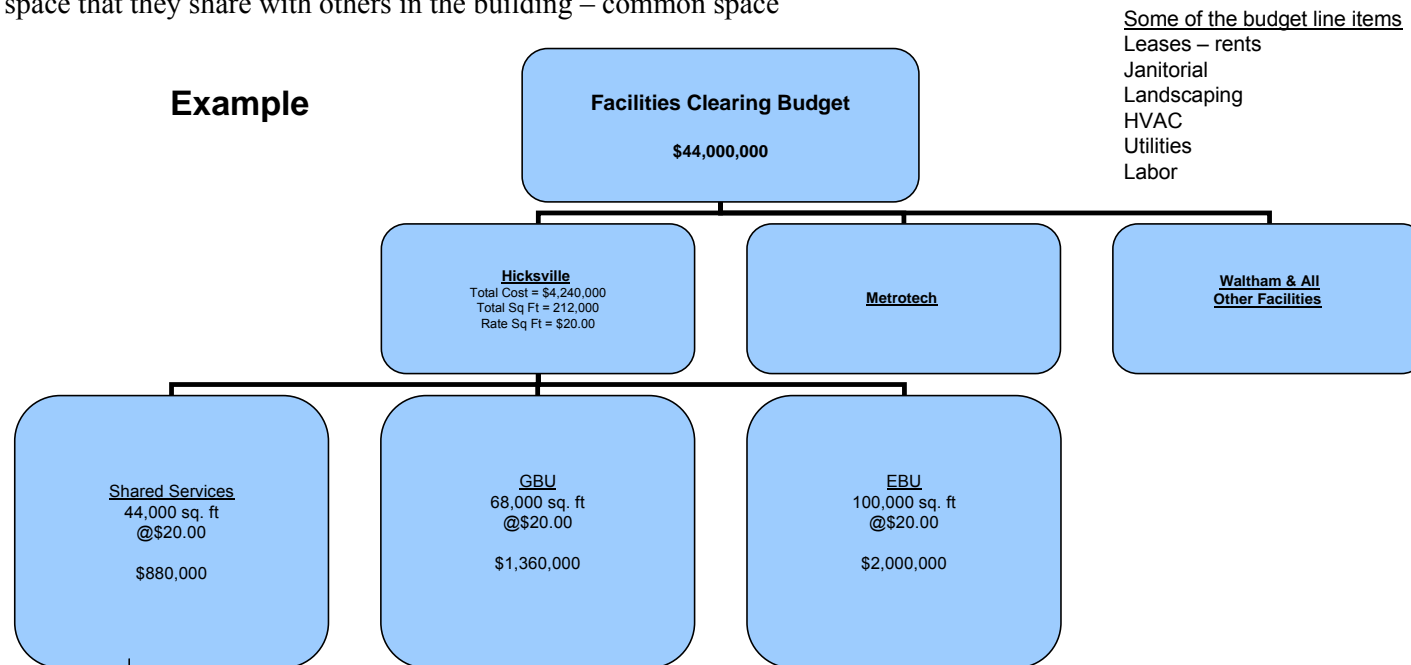 space that they share with others in the building – common space
Some of the budget line items
Leases – rents
Janitorial
Landscaping
HVAC
Utilities
Labor
Example
Facilities Clearing Budget
$44,000,000
Hicksville
Total Cost = $4,240,000
Total Sq Ft = 212,000
Rate Sq Ft = $20.00
Metrotech
Waltham & All
Other Facilities
Shared Services
44,000 sq. ft
@$20.00
$880,000
GBU
68,000 sq. ft
@$20.00
$1,360,000
EBU
100,000 sq. ft
@$20.00
$2,000,000